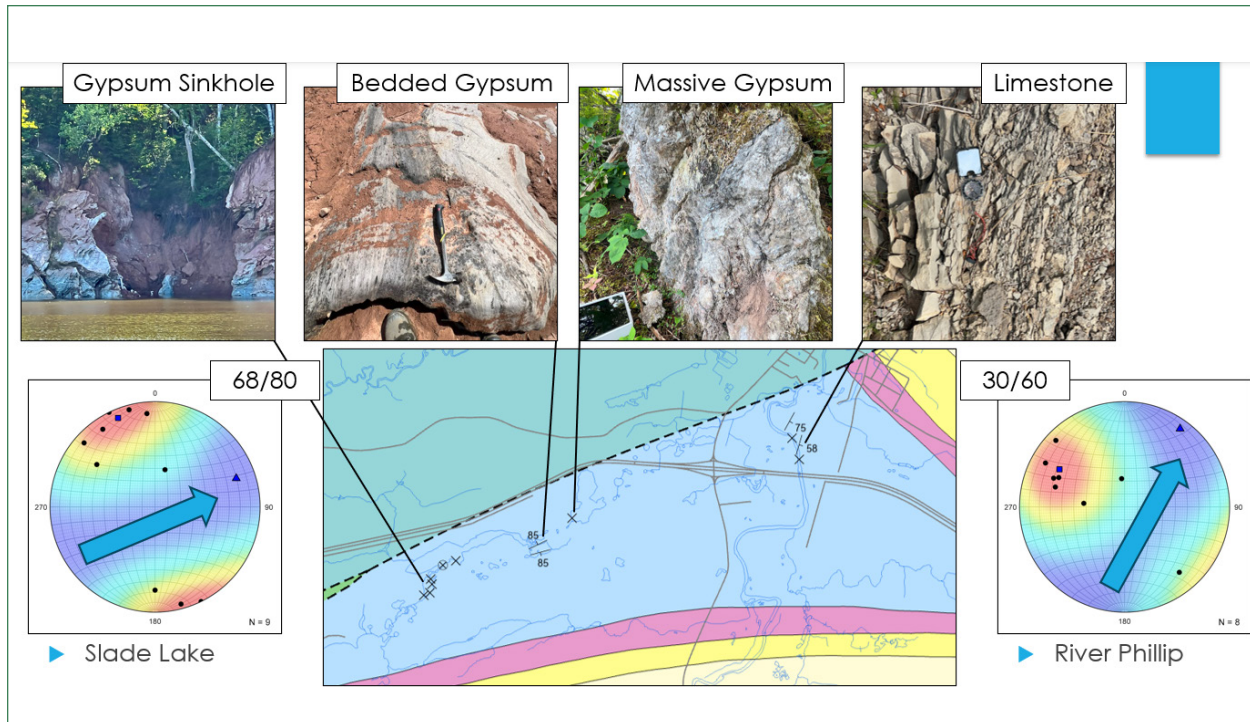 Gypsum Sinkhole
Bedded Gypsum
Massive Gypsum
Limestone
68/80
30/60
0
270
90
180
N = 9
85
85
75
58
0
270
90
180
N = 8
Slade Lake
River Phillip